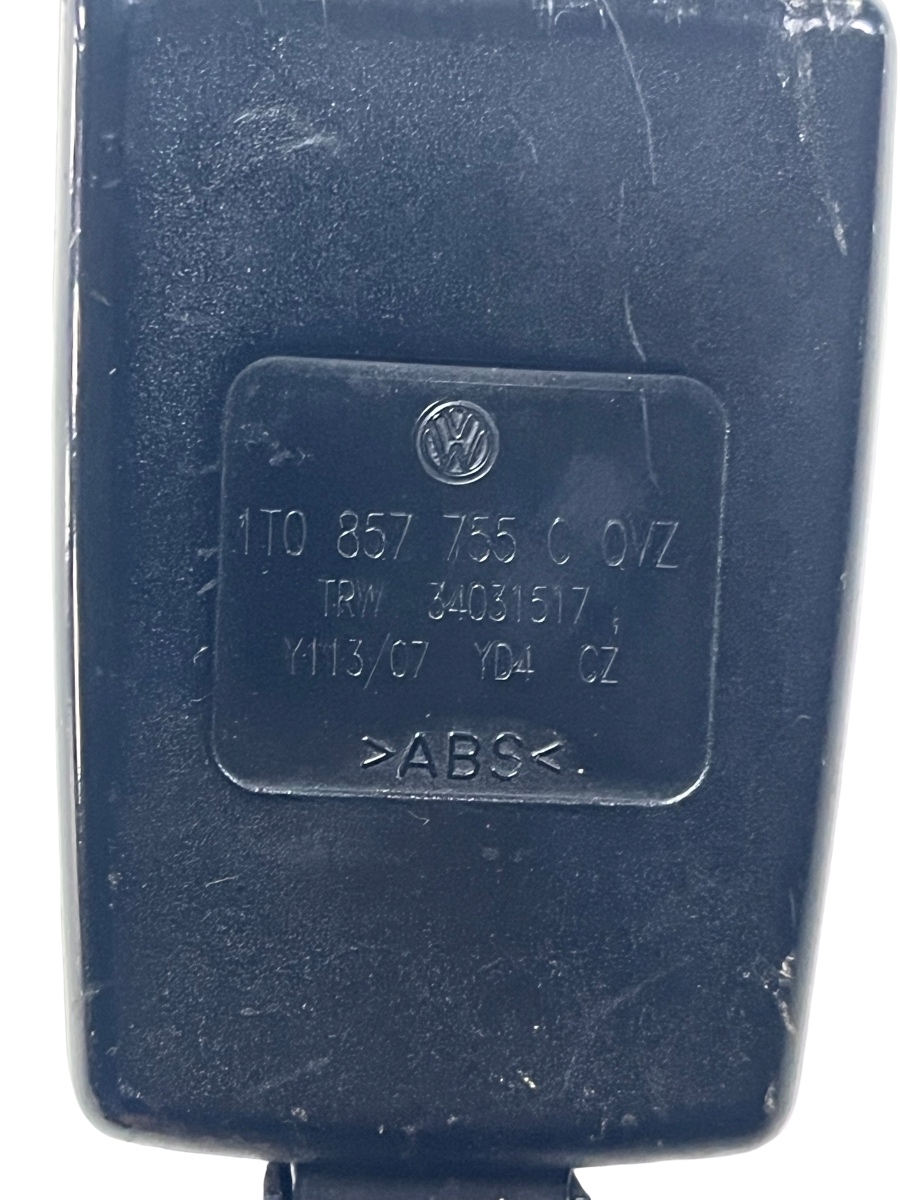 1T0 857 755 C QVZ
TRW 34031517
Y113/07 YD4 CZ
>ABS<